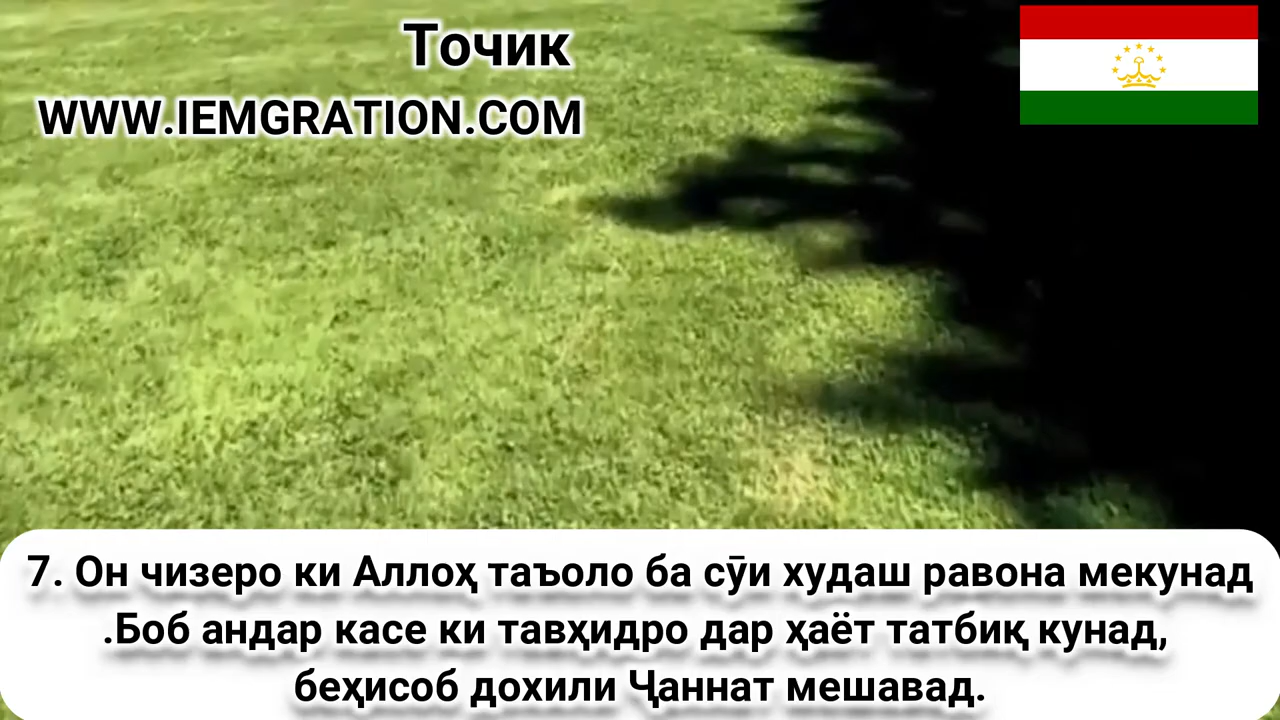 Точик
WWW.IEMGRATION.COM
7. Он чизеро ки Аллоҳ таъоло ба сӯи худаш равона мекунад
.Боб андар касе ки тавҳидро дар ҳаёт татбиқ кунад,
беҳисоб дохили Ҷаннат мешавад.